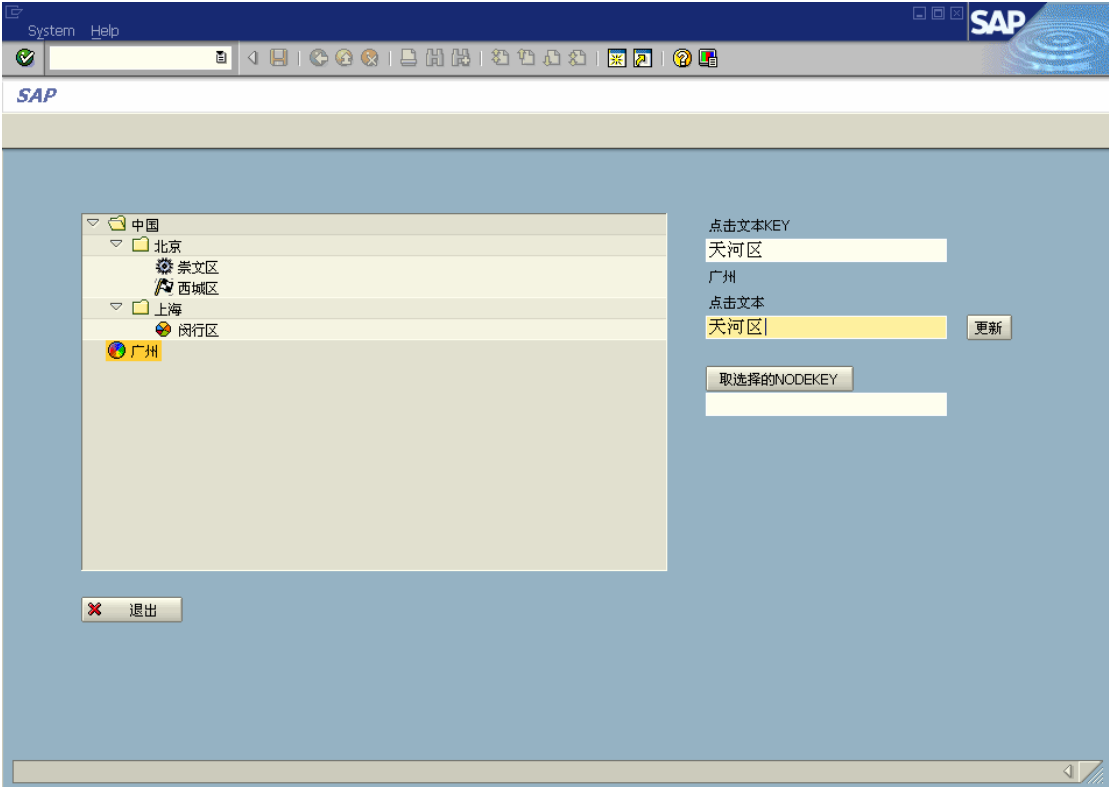 System Help
SAP
SAP
中国
北京
崇文区
西城区
上海
闵行区
广州
点击文本KEY
天河区
广州
点击文本
天河区
更新
取选择的NODEKEY
退出